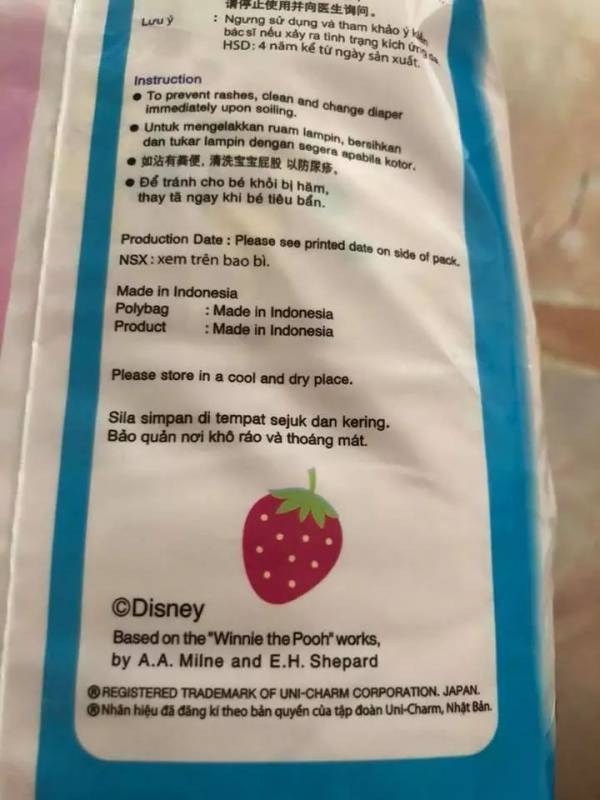 请停止使用并向医生询问。
Lưu ý : Ngưng sử dụng và tham khảo ý kiến
bác sĩ nếu xảy ra tình trạng kích ứng da
HSD: 4 năm kể từ ngày sản xuất.
Instruction
● To prevent rashes, clean and change diaper
immediately upon soiling.
● Untuk mengelakkan ruam lampin, bersihkan
dan tukar lampin dengan segera apabila kotor.
● 如沾有粪便, 清洗宝宝屁股 以防尿疹。
● Để tránh cho bé khỏi bị hăm,
thay tã ngay khi bé tiêu bẩn.
Production Date : Please see printed date on side of pack.
NSX : xem trên bao bì.
Made in Indonesia
Polybag : Made in Indonesia
Product : Made in Indonesia
Please store in a cool and dry place.
Sila simpan di tempat sejuk dan kering.
Bảo quản nơi khô ráo và thoáng mát.
©Disney
Based on the "Winnie the Pooh" works,
by A.A. Milne and E.H. Shepard
®REGISTERED TRADEMARK OF UNI-CHARM CORPORATION. JAPAN.
®Nhãn hiệu đã đăng kí theo bản quyền của tập đoàn Uni-Charm, Nhật Bản.